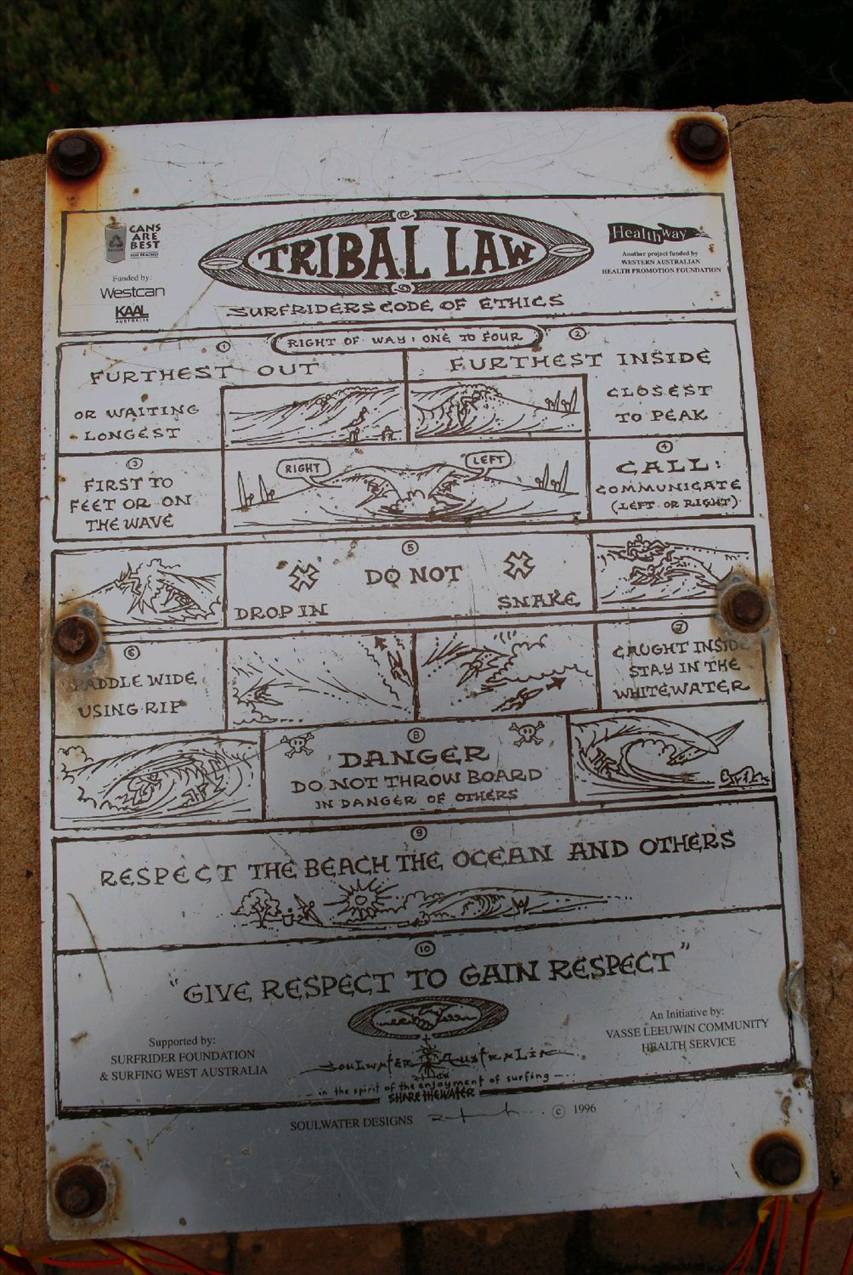 CANS
ARE
BEST
Funded by:
Westcan
KAAL
AUSTRALIA
TRIBAL LAW
SURFRIDERS CODE OF ETHICS
Healthway
Another project funded by
WESTERN AUSTRALIAN
HEALTH PROMOTION FOUNDATION
RIGHT OF WAY: ONE TO FOUR
1
FURTHEST OUT
OR WAITING
LONGEST
2
FURTHEST INSIDE
CLOSEST
TO PEAK
3
FIRST TO
FEET OR ON
THE WAVE
RIGHT
LEFT
4
CALL:
COMMUNICATE
(LEFT OR RIGHT)
5
DO NOT
DROP IN
SNAKE
6
PADDLE WIDE
USING RIP
7
CAUGHT INSIDE
STAY IN THE
WHITEWATER
8
DANGER
DO NOT THROW BOARD
IN DANGER OF OTHERS
9
RESPECT THE BEACH THE OCEAN AND OTHERS
10
"GIVE RESPECT TO GAIN RESPECT"
Supported by:
SURFRIDER FOUNDATION
& SURFING WEST AUSTRALIA
An Initiative by:
VASSE LEEUWIN COMMUNITY
HEALTH SERVICE
Soulwater Australia
... in the spirit of the enjoyment of surfing ...
SHARE THE WATER
SOULWATER DESIGNS
© 1996